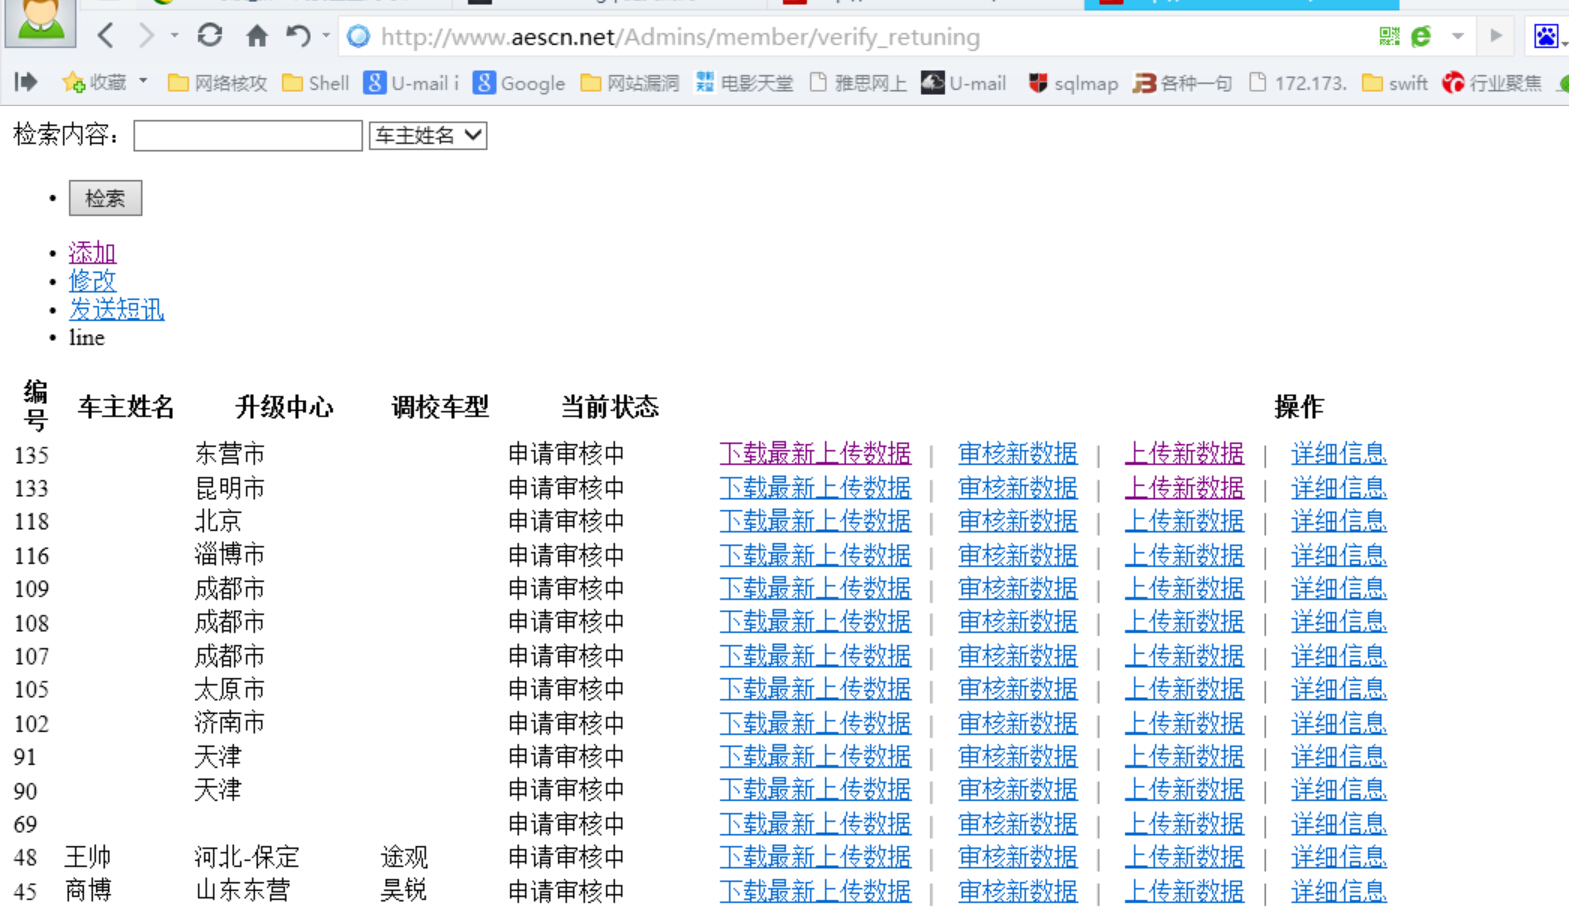 http://www.aescn.net/Admins/member/verify_retuning
收藏 网络核攻 Shell U-mail i Google 网站漏洞 电影天堂 雅思网上 U-mail sqlmap 各种一句 172.173. swift 行业聚焦
检索内容: 车主姓名
检索
添加
修改
发送短讯
line
编号 车主姓名 升级中心 调校车型 当前状态 操作
135 东营市 申请审核中 下载最新上传数据 | 审核新数据 | 上传新数据 | 详细信息
133 昆明市 申请审核中 下载最新上传数据 | 审核新数据 | 上传新数据 | 详细信息
118 北京 申请审核中 下载最新上传数据 | 审核新数据 | 上传新数据 | 详细信息
116 淄博市 申请审核中 下载最新上传数据 | 审核新数据 | 上传新数据 | 详细信息
109 成都市 申请审核中 下载最新上传数据 | 审核新数据 | 上传新数据 | 详细信息
108 成都市 申请审核中 下载最新上传数据 | 审核新数据 | 上传新数据 | 详细信息
107 成都市 申请审核中 下载最新上传数据 | 审核新数据 | 上传新数据 | 详细信息
105 太原市 申请审核中 下载最新上传数据 | 审核新数据 | 上传新数据 | 详细信息
102 济南市 申请审核中 下载最新上传数据 | 审核新数据 | 上传新数据 | 详细信息
91 天津 申请审核中 下载最新上传数据 | 审核新数据 | 上传新数据 | 详细信息
90 天津 申请审核中 下载最新上传数据 | 审核新数据 | 上传新数据 | 详细信息
69 申请审核中 下载最新上传数据 | 审核新数据 | 上传新数据 | 详细信息
48 王帅 河北-保定 途观 申请审核中 下载最新上传数据 | 审核新数据 | 上传新数据 | 详细信息
45 商博 山东东营 昊锐 申请审核中 下载最新上传数据 | 审核新数据 | 上传新数据 | 详细信息